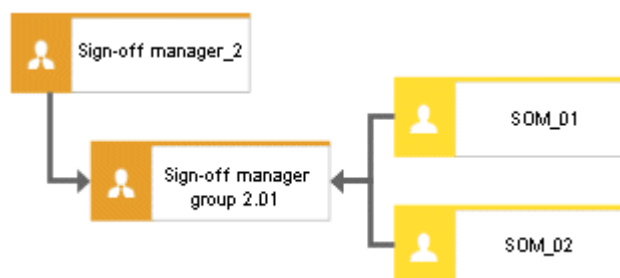 Sign-off manager_2
SOM_01
Sign-off manager
group 2.01
SOM_02